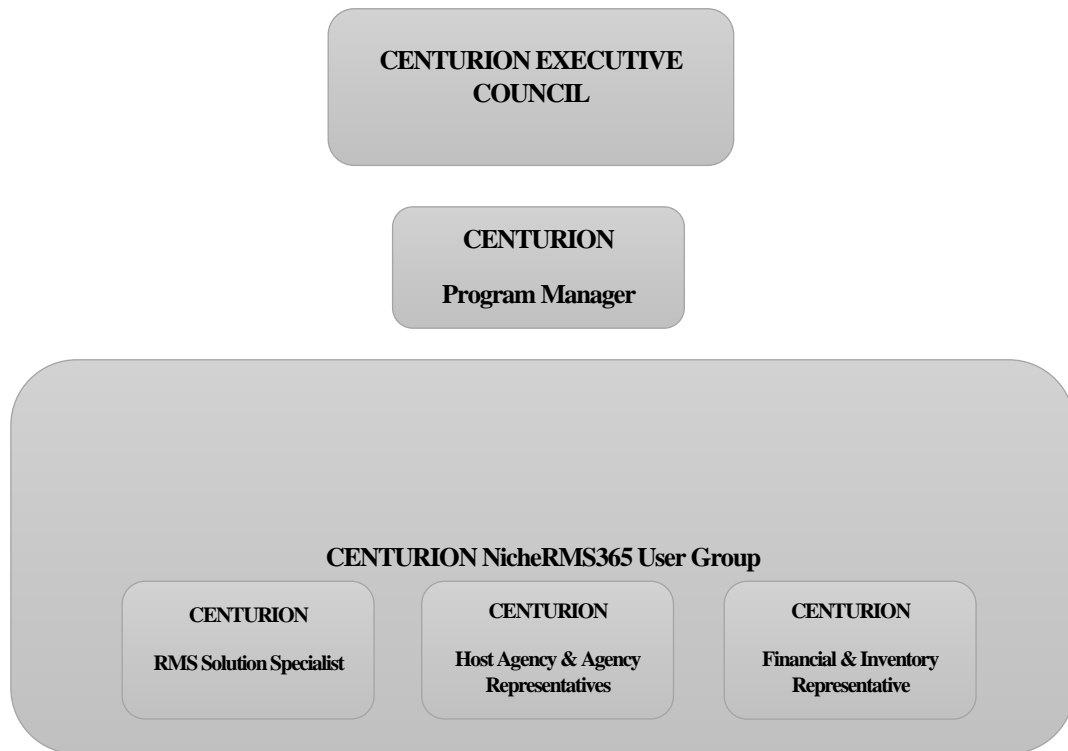 CENTURION EXECUTIVE
COUNCIL
CENTURION
Program Manager
CENTURION NicheRMS365 User Group
CENTURION
RMS Solution Specialist
CENTURION
Host Agency & Agency
Representatives
CENTURION
Financial & Inventory
Representative